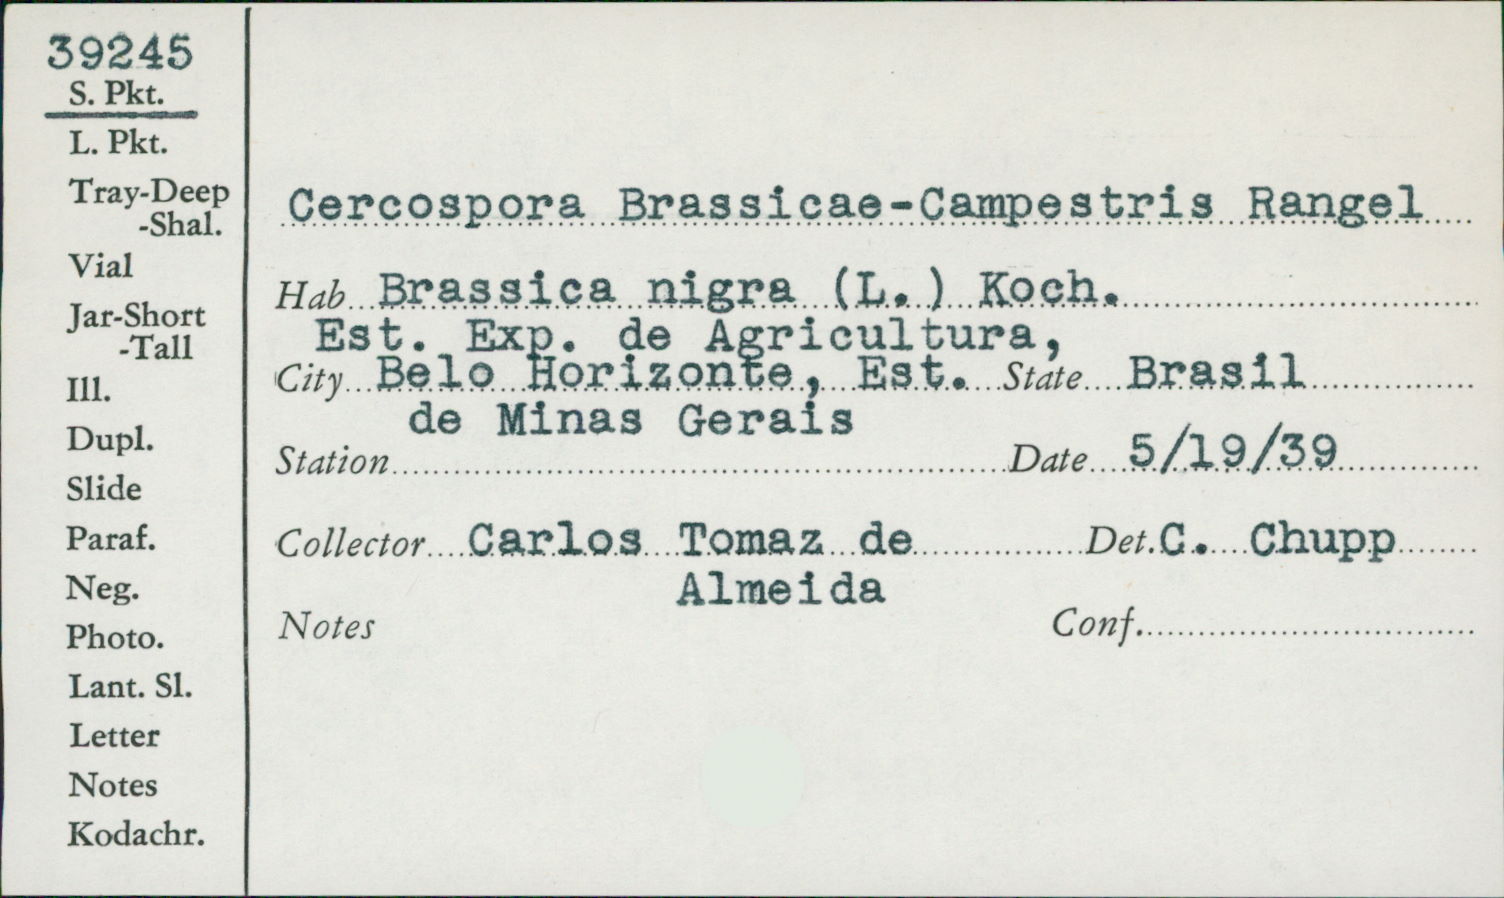 39245
S. Pkt.
L. Pkt.
Tray-Deep
-Shal.
Vial
Jar-Short
-Tall
Ill.
Dupl.
Slide
Paraf.
Neg.
Photo.
Lant. Sl.
Letter
Notes
Kodachr.
Cercospora Brassicae-Campestris Rangel
Hab Brassica nigra (L.) Koch.
Est. Exp. de Agricultura,
City Belo Horizonte, Est. State Brasil
de Minas Gerais
Station Date 5/19/39
Collector Carlos Tomaz de Det. C. Chupp
Almeida
Notes Conf.